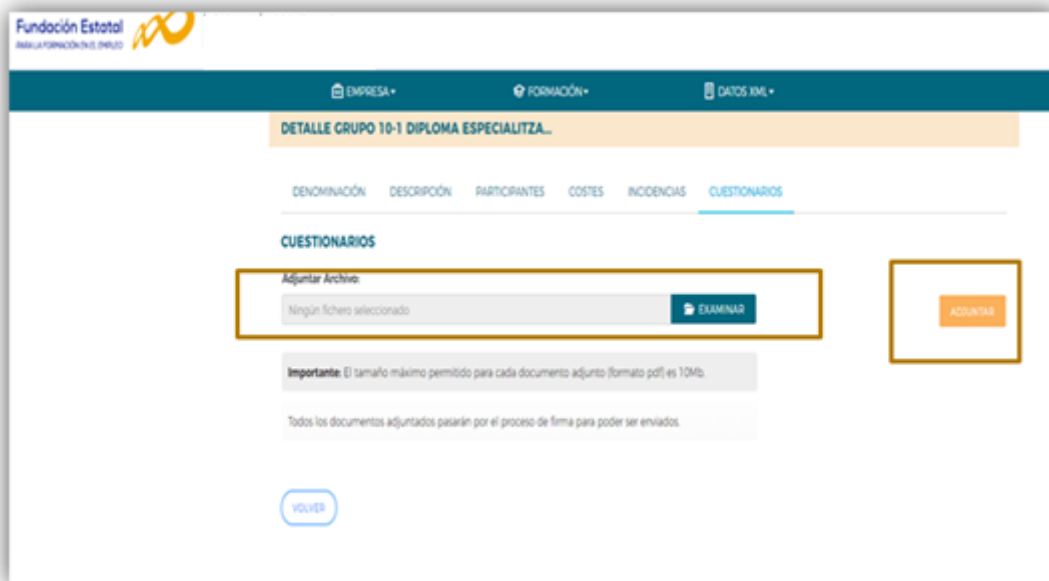 Fundación Estatal
PARA LA FORMACIÓN EN EL EMPLEO
EMPRESA
FORMACIÓN
DATOS XML
DETALLE GRUPO 10-1 DIPLOMA ESPECIALITZA...
DENOMINACIÓN DESCRIPCIÓN PARTICIPANTES COSTES INCIDENCIAS CUESTIONARIOS
CUESTIONARIOS
Adjuntar Archivo:
Ningún fichero seleccionado
EXAMINAR
ADJUNTAR
Importante: El tamaño máximo permitido para cada documento adjunto (formato pdf) es 10Mb.
Todos los documentos adjuntados pasarán por el proceso de firma para poder ser enviados.
VOLVER